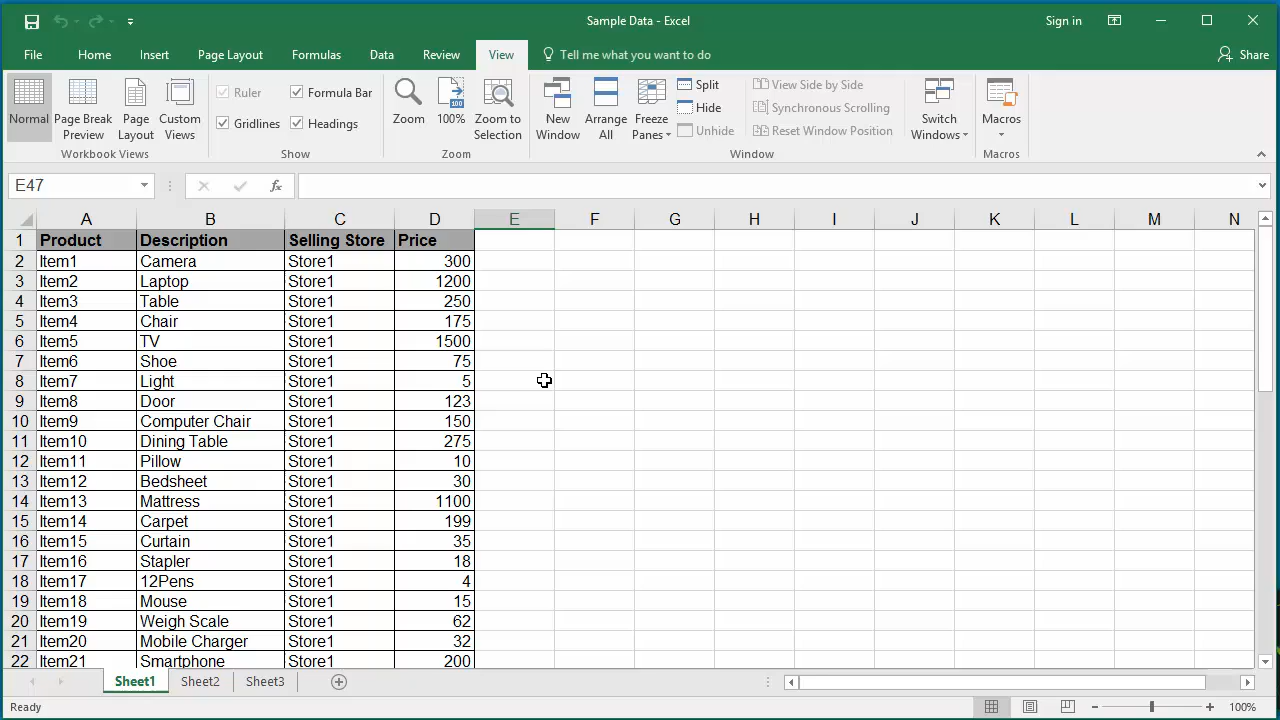 Sample Data - Excel
Sign in
File Home Insert Page Layout Formulas Data Review View Tell me what you want to do Share
Normal
Page Break Preview
Page Layout
Custom Views
Workbook Views
Ruler
Formula Bar
Gridlines
Headings
Show
Zoom
100
100%
Zoom to Selection
Zoom
New Window
Arrange All
Freeze Panes
Split
Hide
Unhide
View Side by Side
Synchronous Scrolling
Reset Window Position
Switch Windows
Window
Macros
Macros
E47 fx
A B C D E F G H I J K L M N
1 Product Description Selling Store Price
2 Item1 Camera Store1 300
3 Item2 Laptop Store1 1200
4 Item3 Table Store1 250
5 Item4 Chair Store1 175
6 Item5 TV Store1 1500
7 Item6 Shoe Store1 75
8 Item7 Light Store1 5
9 Item8 Door Store1 123
10 Item9 Computer Chair Store1 150
11 Item10 Dining Table Store1 275
12 Item11 Pillow Store1 10
13 Item12 Bedsheet Store1 30
14 Item13 Mattress Store1 1100
15 Item14 Carpet Store1 199
16 Item15 Curtain Store1 35
17 Item16 Stapler Store1 18
18 Item17 12Pens Store1 4
19 Item18 Mouse Store1 15
20 Item19 Weigh Scale Store1 62
21 Item20 Mobile Charger Store1 32
22 Item21 Smartphone Store1 200
Sheet1 Sheet2 Sheet3
Ready 100%